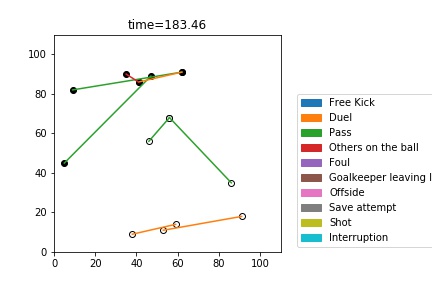 time=183.46
100
80
60
40
20
0
0 20 40 60 80 100
Free Kick
Duel
Pass
Others on the ball
Foul
Goalkeeper leaving l
Offside
Save attempt
Shot
Interruption